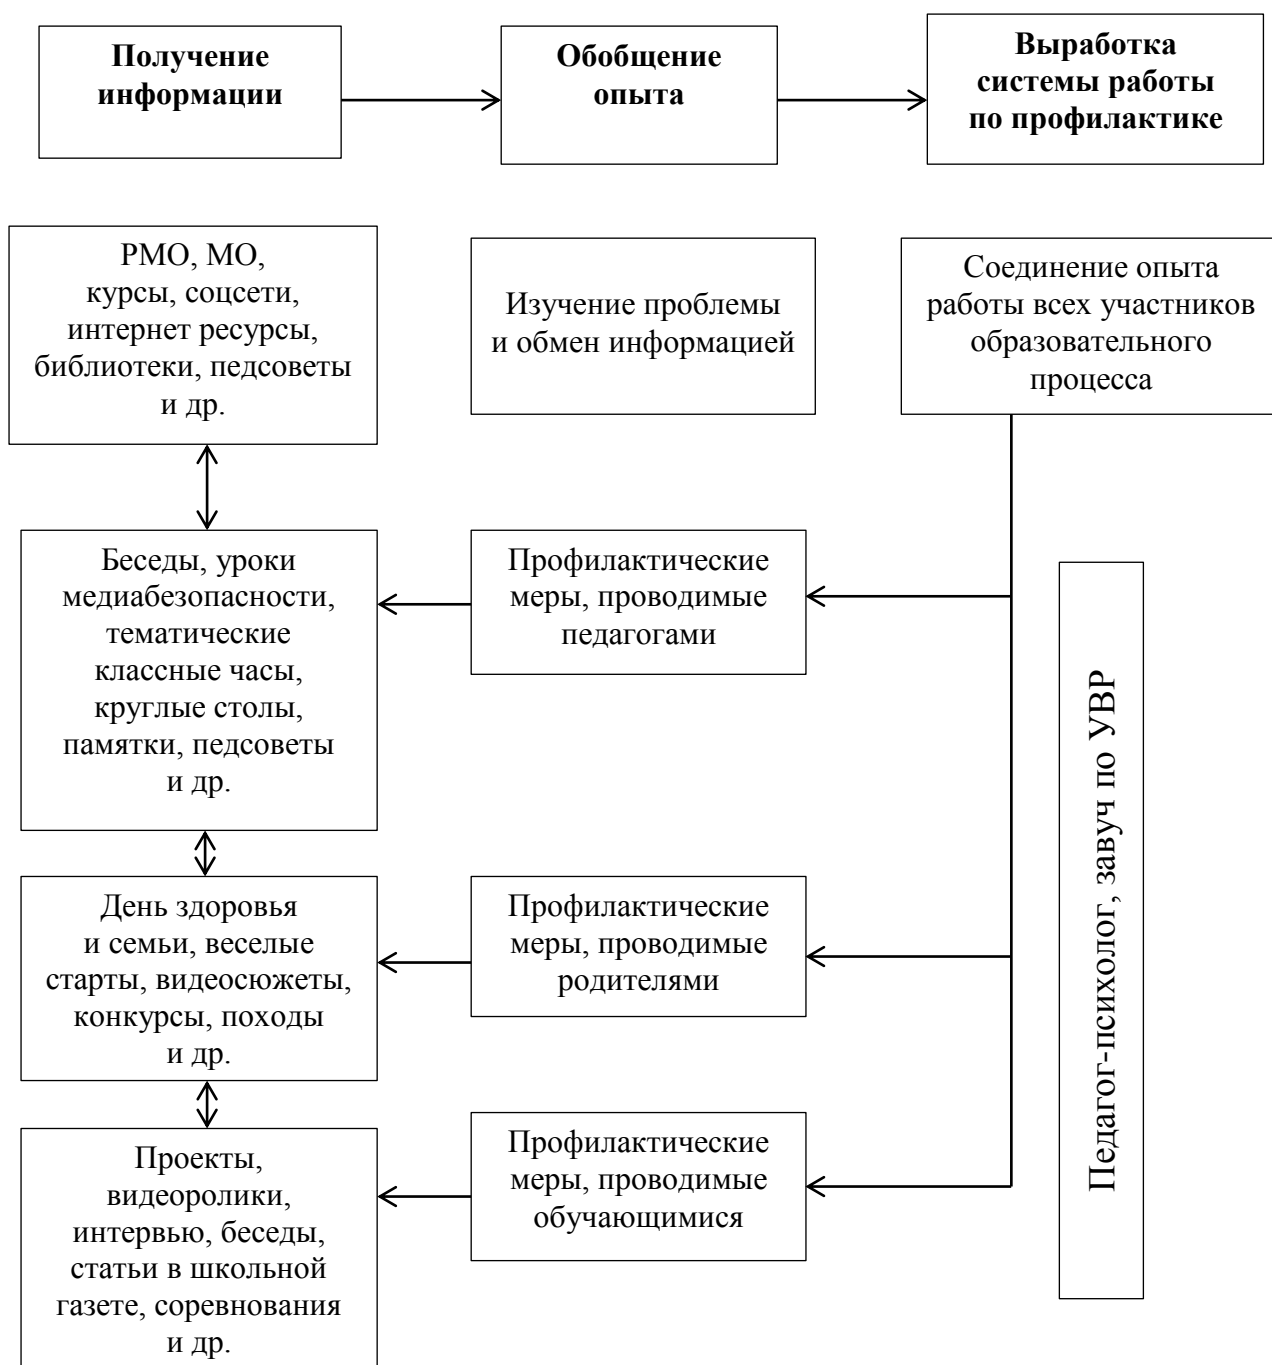 Получение
информации
Обобщение
опыта
Выработка
системы работы
по профилактике
РМО, МО,
курсы, соцсети,
интернет ресурсы,
библиотеки, педсоветы
и др.
Изучение проблемы
и обмен информацией
Соединение опыта
работы всех участников
образовательного
процесса
Беседы, уроки
медиабезопасности,
тематические
классные часы,
круглые столы,
памятки, педсоветы
и др.
Профилактические
меры, проводимые
педагогами
Педагог-психолог, завуч по УВР
День здоровья
и семьи, веселые
старты, видеосюжеты,
конкурсы, походы
и др.
Профилактические
меры, проводимые
родителями
Проекты,
видеоролики,
интервью, беседы,
статьи в школьной
газете, соревнования
и др.
Профилактические
меры, проводимые
обучающимися